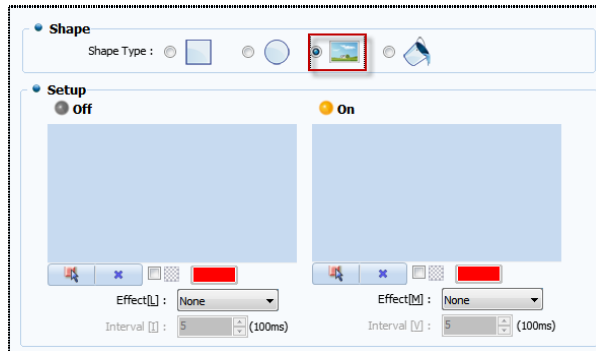 Shape
Shape Type :
Setup
Off On
Effect[L] : None Effect[M] : None
Interval [I] : 5 (100ms) Interval [V] : 5 (100ms)